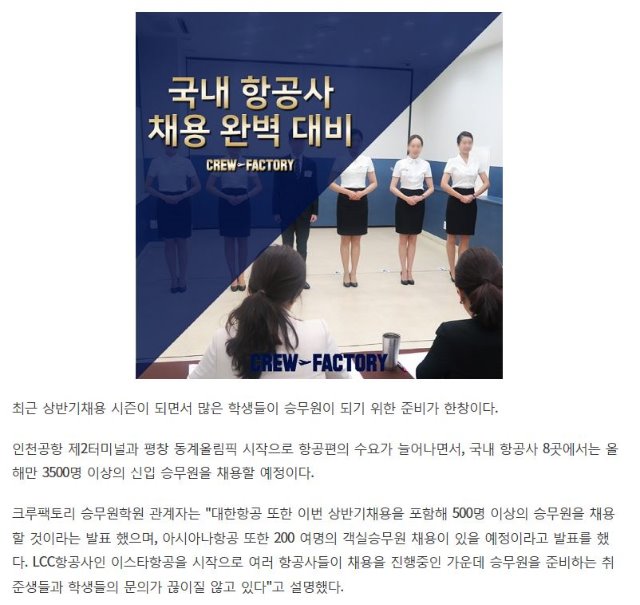 국내 항공사
채용 완벽 대비
CREW FACTORY
CREW FACTORY
최근 상반기채용 시즌이 되면서 많은 학생들이 승무원이 되기 위한 준비가 한창이다.
인천공항 제2터미널과 평창 동계올림픽 시작으로 항공편의 수요가 늘어나면서, 국내 항공사 8곳에서는 올
해만 3500명 이상의 신입 승무원을 채용할 예정이다.
크루팩토리 승무원학원 관계자는 "대한항공 또한 이번 상반기채용을 포함해 500명 이상의 승무원을 채용
할 것이라는 발표 했으며, 아시아나항공 또한 200 여명의 객실승무원 채용이 있을 예정이라고 발표를 했
다. LCC항공사인 이스타항공을 시작으로 여러 항공사들이 채용을 진행중인 가운데 승무원을 준비하는 취
준생들과 학생들의 문의가 끊이질 않고 있다"고 설명했다.